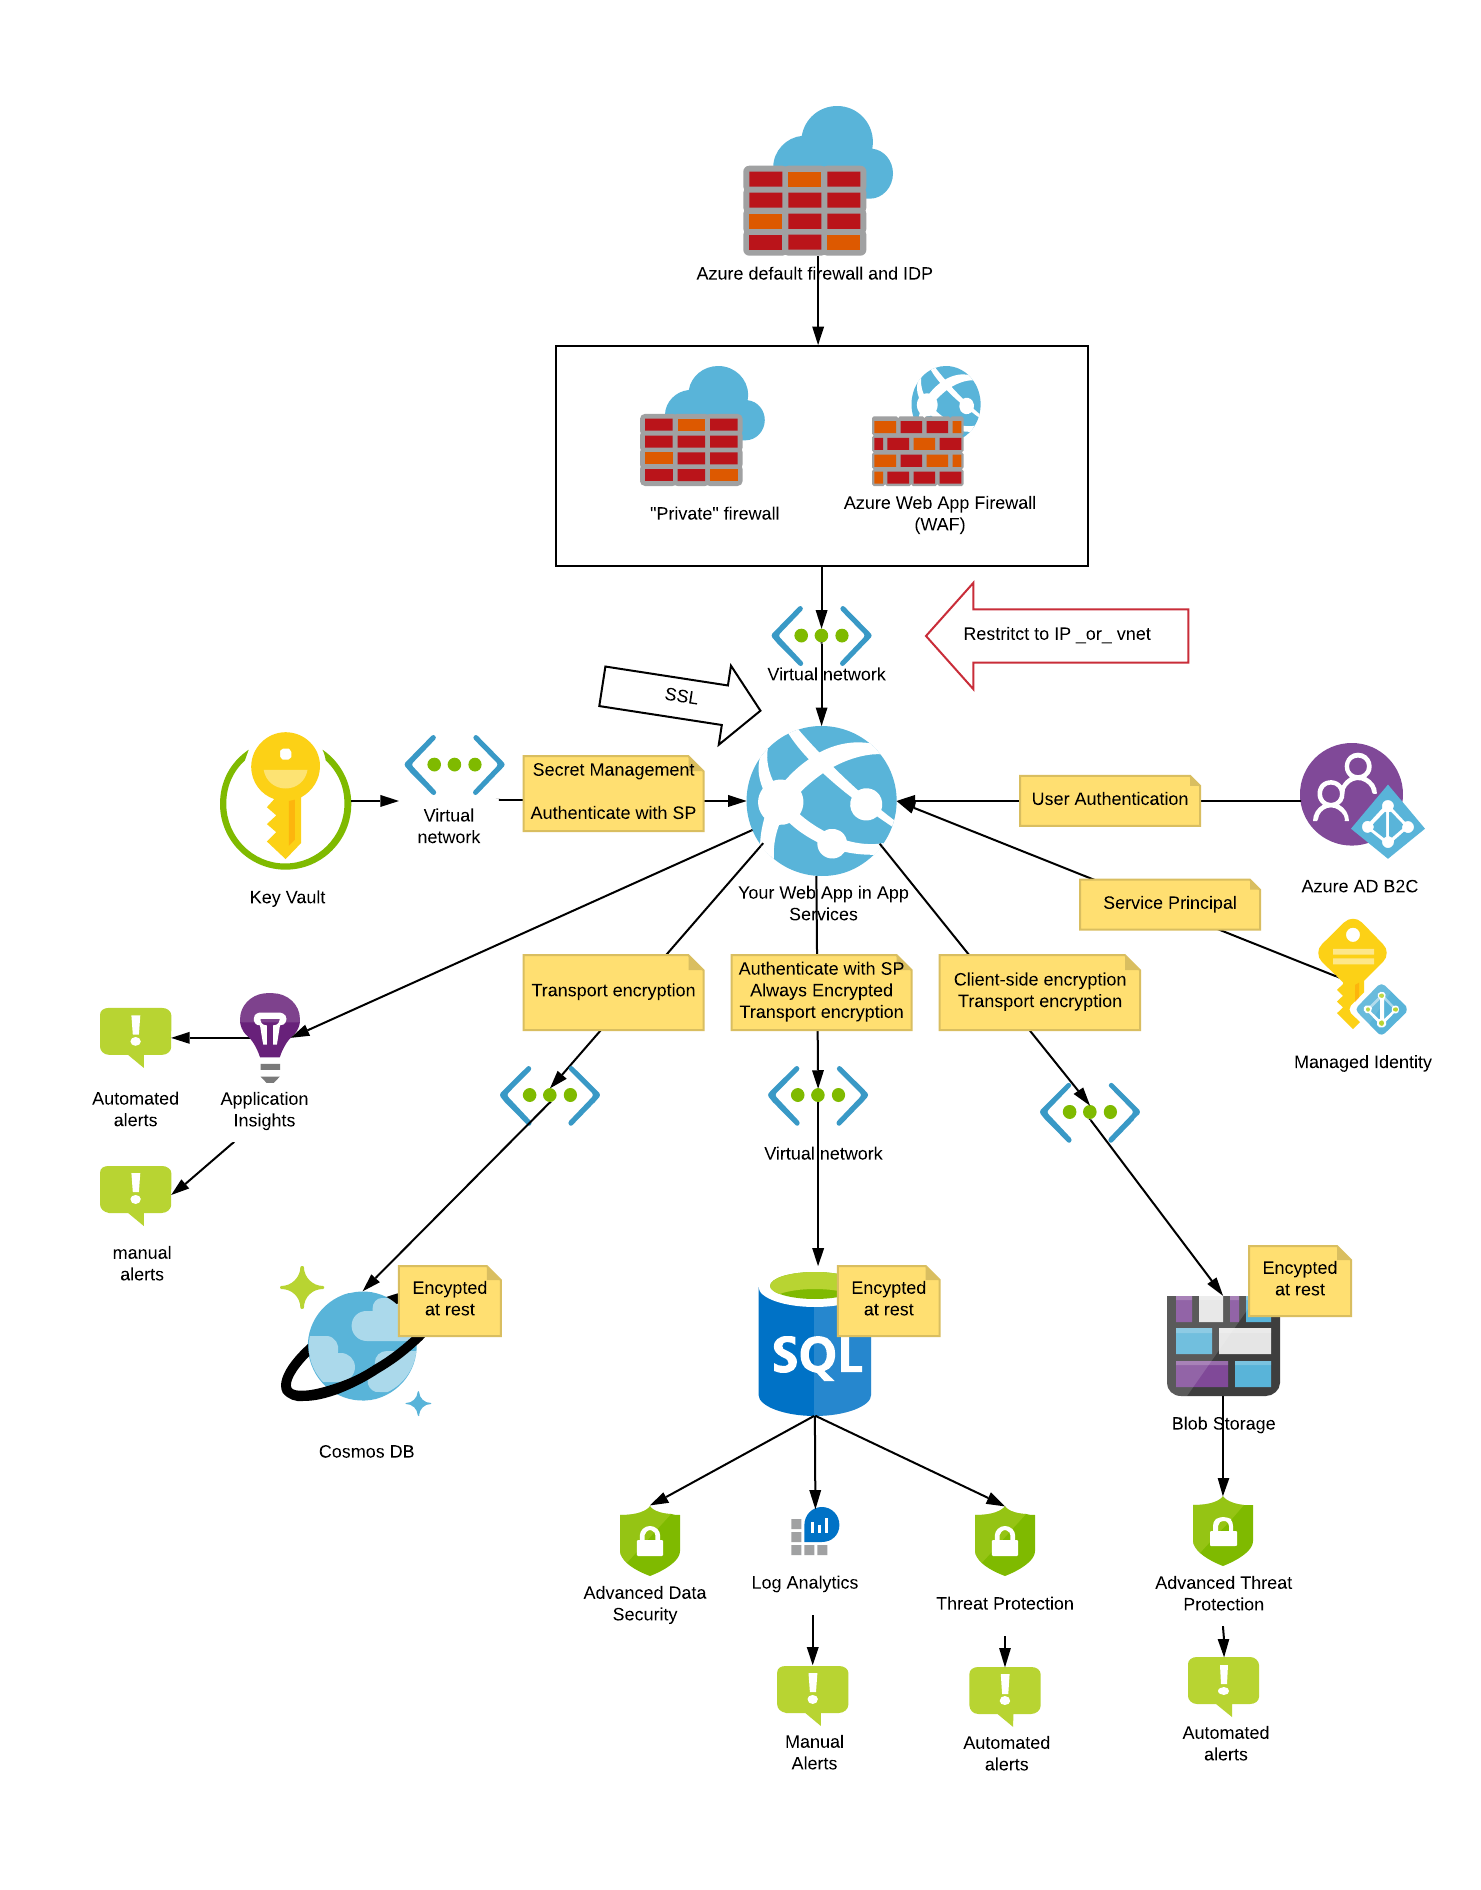 Azure default firewall and IDP
"Private" firewall
Azure Web App Firewall
(WAF)
Restritct to IP _or_ vnet
Virtual network
SSL
Secret Management
Authenticate with SP
Virtual
network
Key Vault
User Authentication
Azure AD B2C
Your Web App in App
Services
Service Principal
Managed Identity
Transport encryption
Authenticate with SP
Always Encrypted
Transport encryption
Client-side encryption
Transport encryption
Automated
alerts
Application
Insights
Virtual network
manual
alerts
Encypted
at rest
Encypted
at rest
Encypted
at rest
SQL
Cosmos DB
Blob Storage
Advanced Data
Security
Log Analytics
Threat Protection
Advanced Threat
Protection
Manual
Alerts
Automated
alerts
Automated
alerts